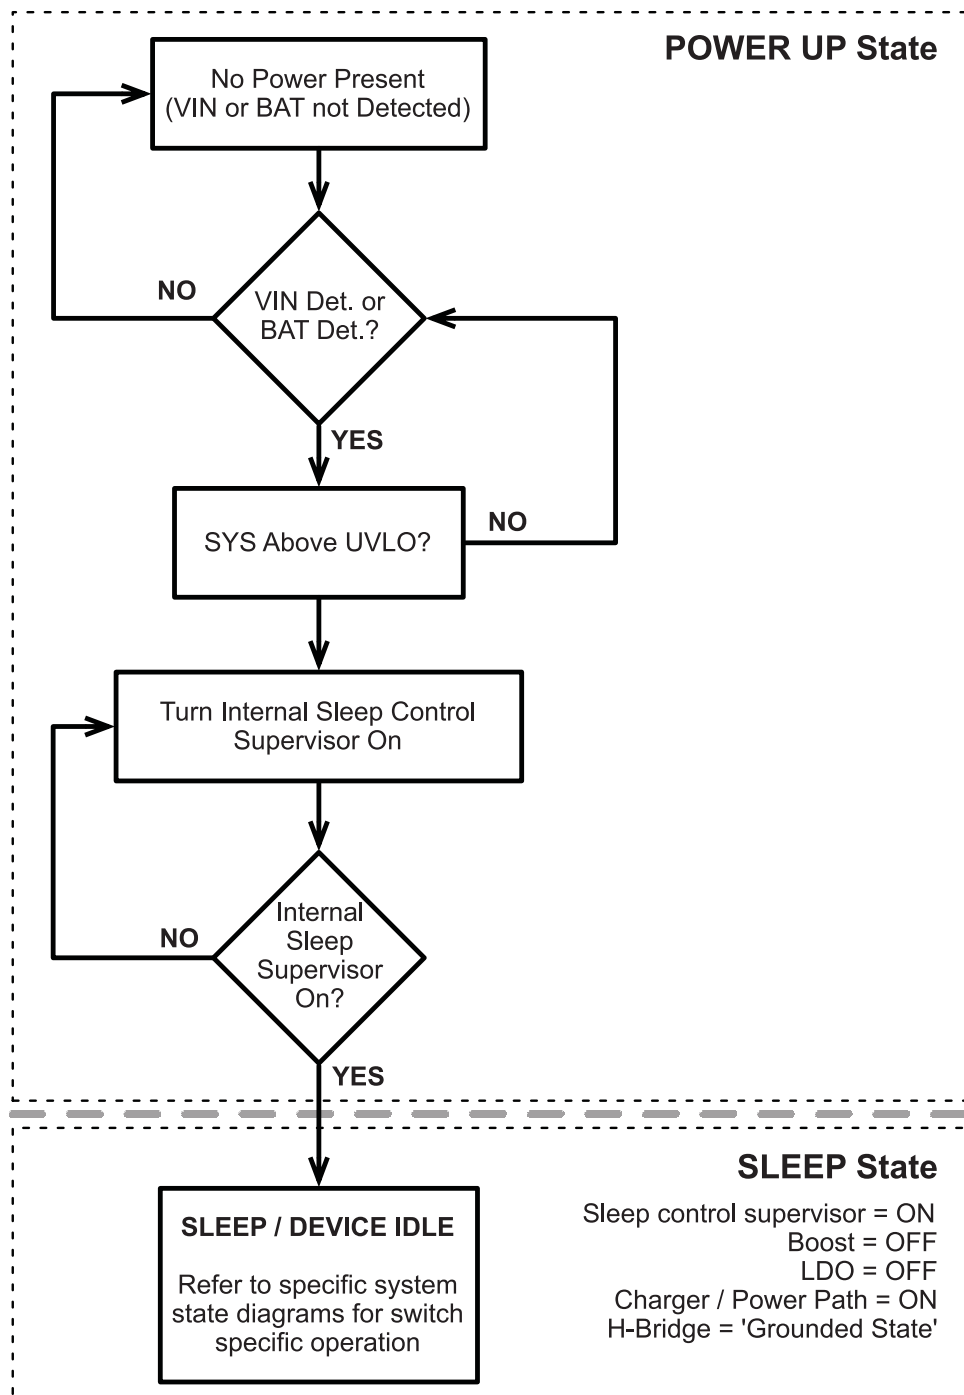 POWER UP State
No Power Present
(VIN or BAT not Detected)
NO
VIN Det. or
BAT Det.?
YES
SYS Above UVLO?
NO
Turn Internal Sleep Control
Supervisor On
Internal
Sleep
Supervisor
On?
NO
YES
SLEEP State
SLEEP / DEVICE IDLE
Refer to specific system
state diagrams for switch
specific operation
Sleep control supervisor = ON
Boost = OFF
LDO = OFF
Charger / Power Path = ON
H-Bridge = 'Grounded State'